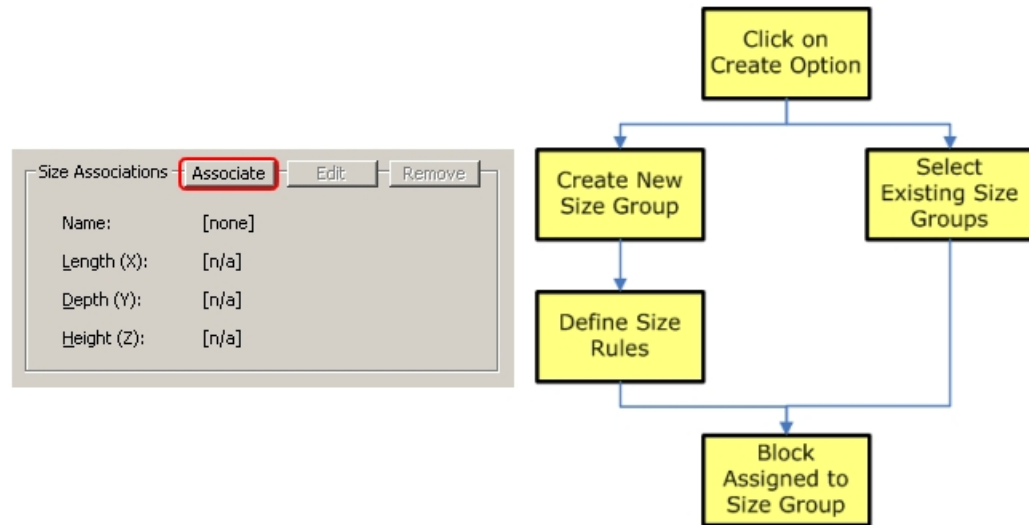 Size Associations Associate Edit Remove
Name: [none]
Length (X): [n/a]
Depth (Y): [n/a]
Height (Z): [n/a]
Click on
Create Option
Create New
Size Group
Select
Existing Size
Groups
Define Size
Rules
Block
Assigned to
Size Group